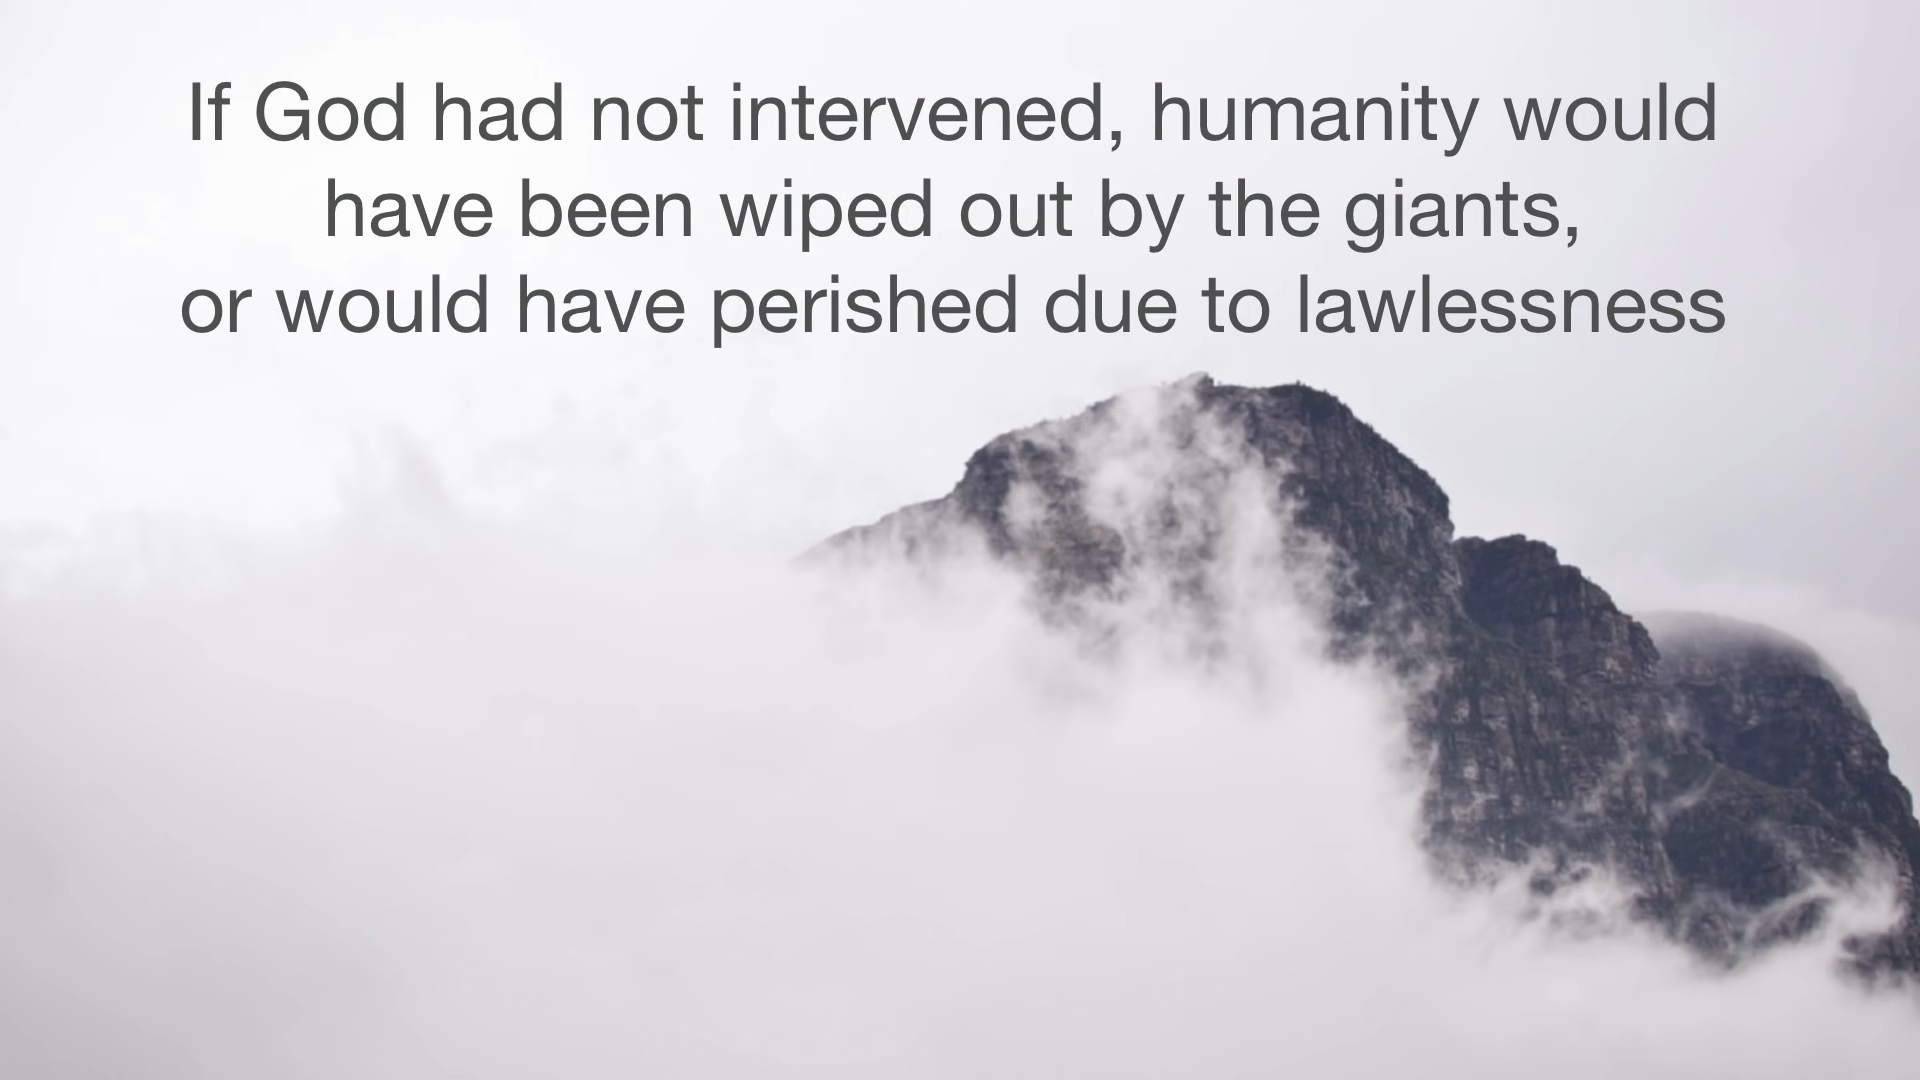 If God had not intervened, humanity would
have been wiped out by the giants,
or would have perished due to lawlessness